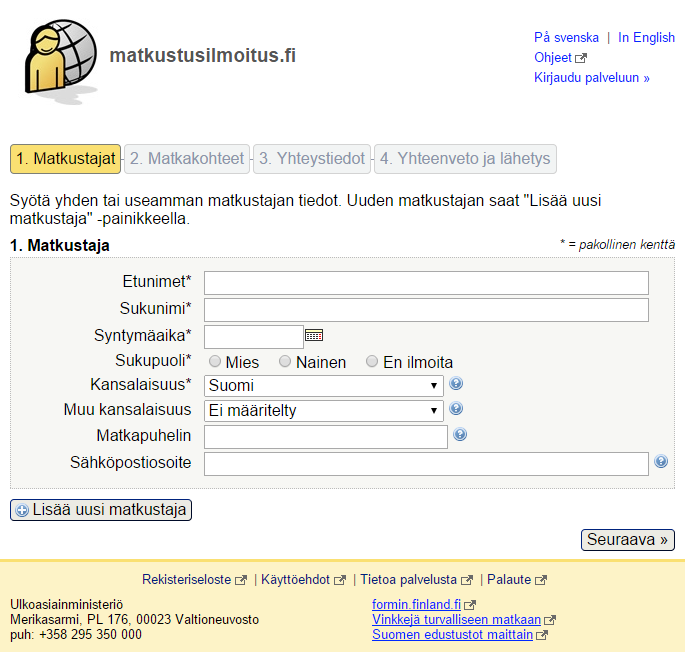 matkustusilmoitus.fi
På svenska | In English
Ohjeet
Kirjaudu palveluun »
1. Matkustajat 2. Matkakohteet 3. Yhteystiedot 4. Yhteenveto ja lähetys
Syötä yhden tai useamman matkustajan tiedot. Uuden matkustajan saat "Lisää uusi
matkustaja" -painikkeella.
1. Matkustaja * = pakollinen kenttä
Etunimet*
Sukunimi*
Syntymäaika*
Sukupuoli* Mies Nainen En ilmoita
Kansalaisuus* Suomi
Muu kansalaisuus Ei määritelty
Matkapuhelin
Sähköpostiosoite
Lisää uusi matkustaja
Seuraava »
Rekisteriseloste | Käyttöehdot | Tietoa palvelusta | Palaute
Ulkoasiainministeriö
Merikasarmi, PL 176, 00023 Valtioneuvosto
puh: +358 295 350 000
formin.finland.fi
Vinkkejä turvalliseen matkaan
Suomen edustustot maittain